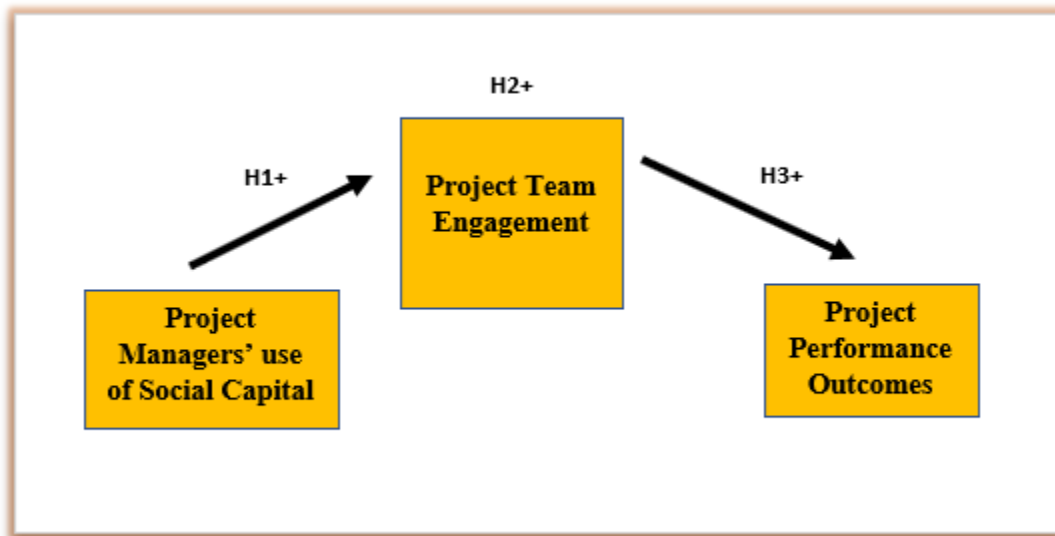 H2+
H1+
Project Team
Engagement
H3+
Project
Managers’ use
of Social Capital
Project
Performance
Outcomes